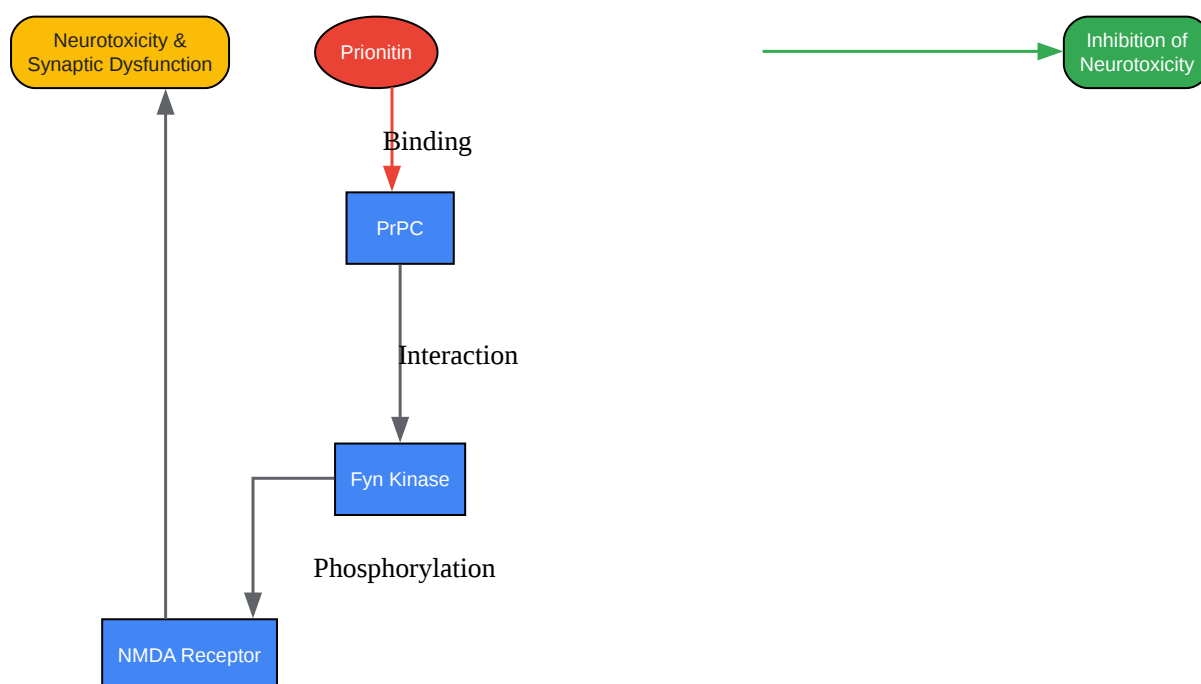 Neurotoxicity &
Synaptic Dysfunction
Prionitin
Inhibition of
Neurotoxicity
Binding
PrPC
Interaction
Fyn Kinase
Phosphorylation
NMDA Receptor